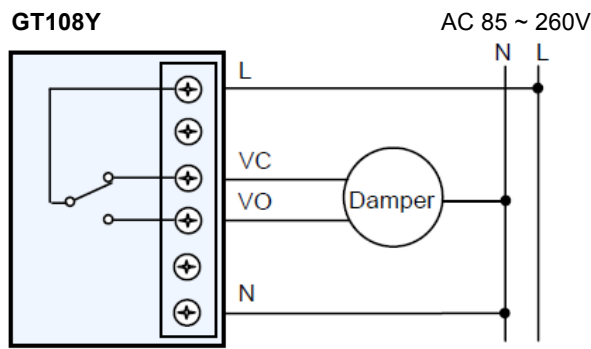 GT108Y
AC 85 ~ 260V
N L
L
VC
VO
Damper
N